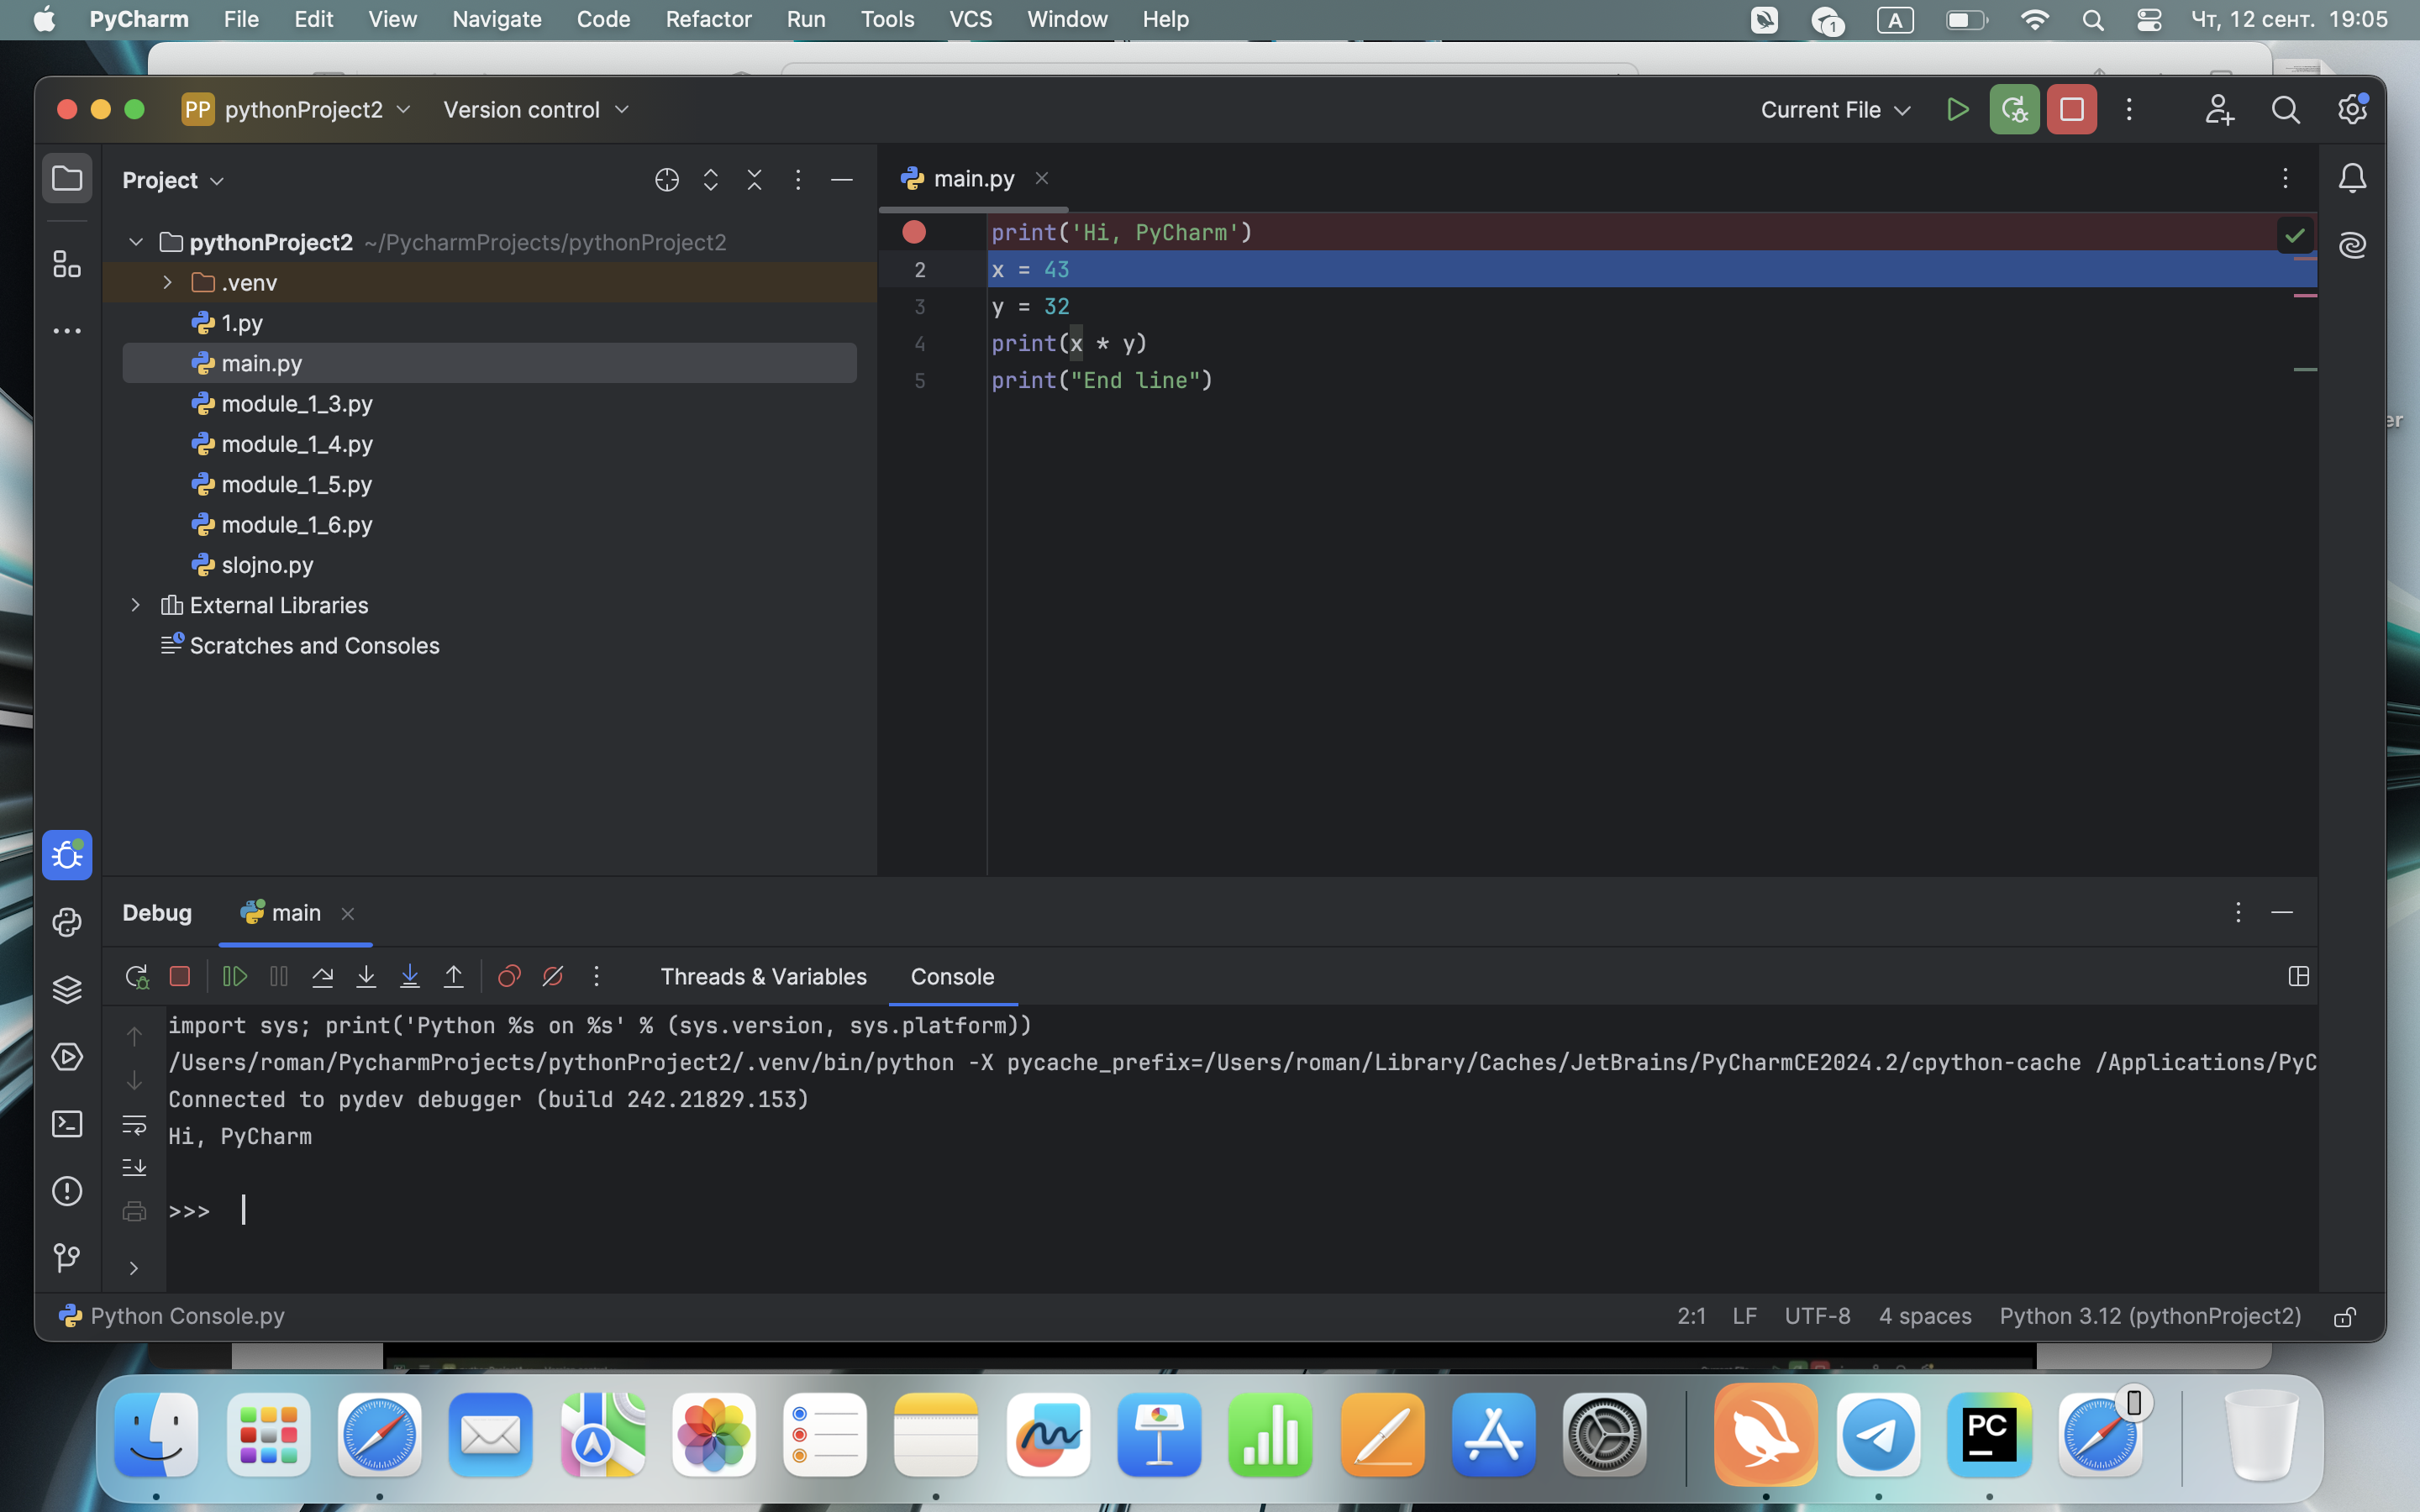 PyCharm File Edit View Navigate Code Refactor Run Tools VCS Window Help 1 A Чт, 12 сент. 19:05
PP pythonProject2 Version control Current File
Project
main.py
pythonProject2 ~/PycharmProjects/pythonProject2
.venv
1.py
main.py
module_1_3.py
module_1_4.py
module_1_5.py
module_1_6.py
slojno.py
External Libraries
Scratches and Consoles
print('Hi, PyCharm')
2 x = 43
3 y = 32
4 print(x * y)
5 print("End line")
er
Debug main
Threads & Variables Console
import sys; print('Python %s on %s' % (sys.version, sys.platform))
/Users/roman/PycharmProjects/pythonProject2/.venv/bin/python -X pycache_prefix=/Users/roman/Library/Caches/JetBrains/PyCharmCE2024.2/cpython-cache /Applications/PyC
Connected to pydev debugger (build 242.21829.153)
Hi, PyCharm
>>>
Python Console.py 2:1 LF UTF-8 4 spaces Python 3.12 (pythonProject2)
PC